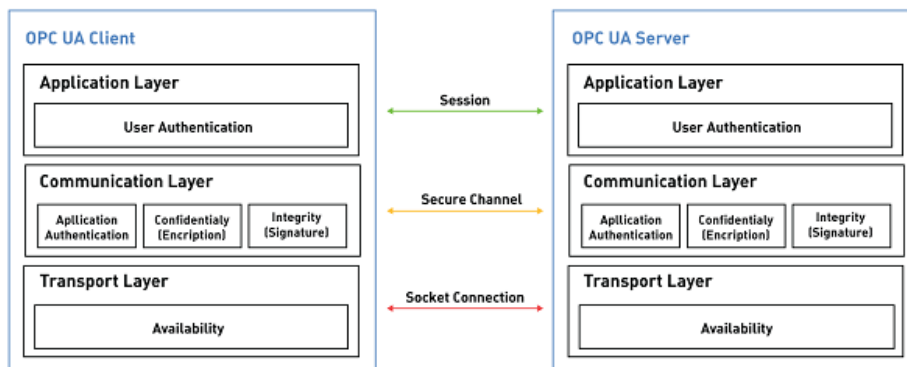 OPC UA Client
Application Layer
User Authentication
Communication Layer
Apllication
Authentication
Confidentialy
(Encription)
Integrity
(Signature)
Transport Layer
Availability
Session
Secure Channel
Socket Connection
OPC UA Server
Application Layer
User Authentication
Communication Layer
Apllication
Authentication
Confidentialy
(Encription)
Integrity
(Signature)
Transport Layer
Availability